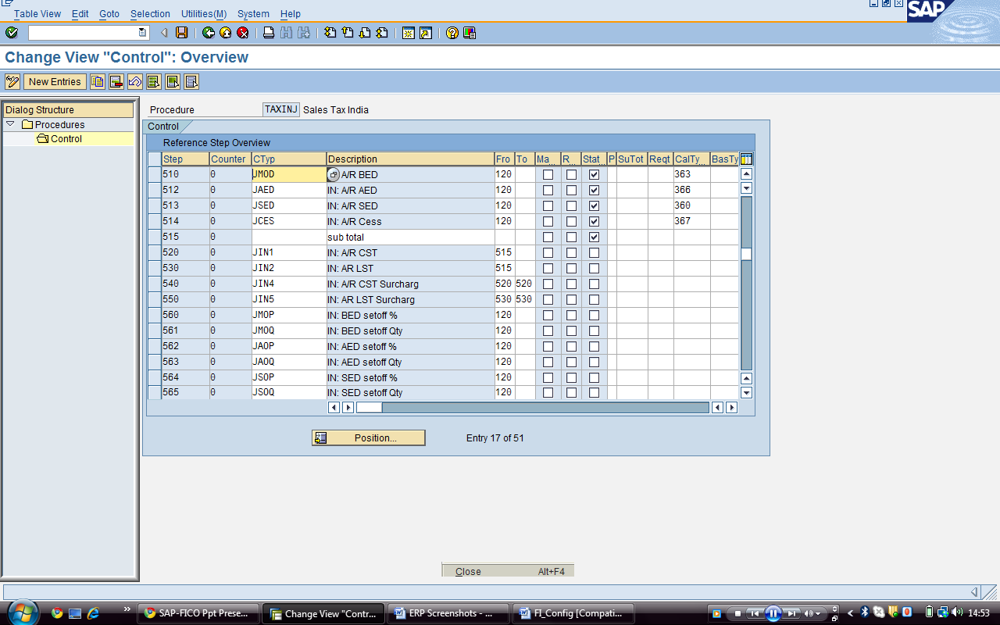 Table View Edit Goto Selection Utilities(M) System Help
SAP
Change View "Control": Overview
New Entries
Dialog Structure
Procedures
Control
Procedure TAXINJ Sales Tax India
Control
Reference Step Overview
Step Counter CTyp Description Fro To Ma... R... Stat... P SuTot Reqt CalTy... BasTy
510 0 JMOD A/R BED 120 363
512 0 JAED IN: A/R AED 120 366
513 0 JSED IN: A/R SED 120 360
514 0 JCES IN: A/R Cess 120 367
515 0 sub total
520 0 JIN1 IN: A/R CST 515
530 0 JIN2 IN: AR LST 515
540 0 JIN4 IN: A/R CST Surcharg 520 520
550 0 JIN5 IN: AR LST Surcharg 530 530
560 0 JMOP IN: BED setoff % 120
561 0 JMOQ IN: BED setoff Qty 120
562 0 JAOP IN: AED setoff % 120
563 0 JAOQ IN: AED setoff Qty 120
564 0 JSOP IN: SED setoff % 120
565 0 JSOQ IN: SED setoff Qty 120
Position... Entry 17 of 51
Close Alt+F4
SAP-FICO Ppt Prese... Change View "Contr... ERP Screenshots - ... FI_Config [Compati... 14:53